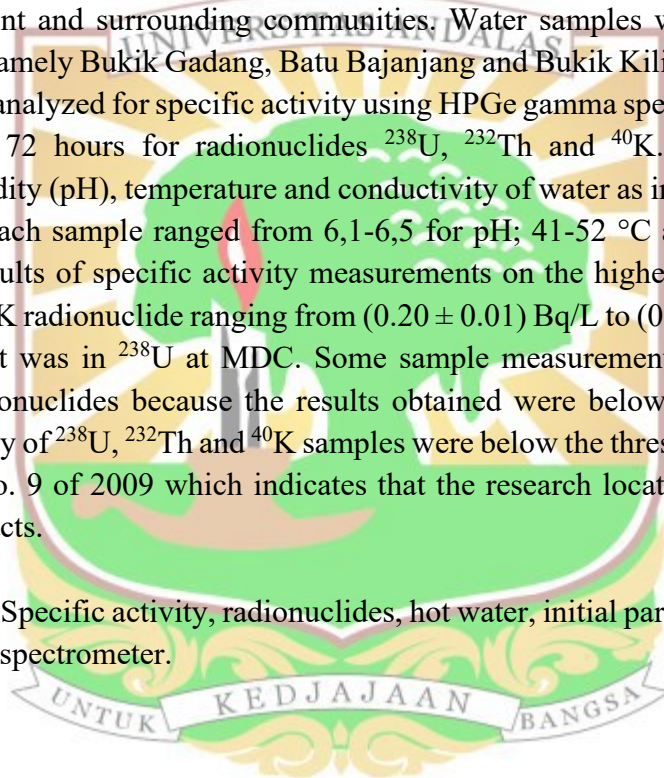 nt and surrounding communities. Water samples w
UNIVERSITAS ANDALAS
amely Bukik Gadang, Batu Bajanjang and Bukik Kili
analyzed for specific activity using HPGe gamma spe
72 hours for radionuclides ²³⁸U, ²³²Th and ⁴⁰K.
dity (pH), temperature and conductivity of water as in
ach sample ranged from 6,1-6,5 for pH; 41-52 °C a
ults of specific activity measurements on the highe
K radionuclide ranging from (0.20 ± 0.01) Bq/L to (0
t was in ²³⁸U at MDC. Some sample measurement
onuclides because the results obtained were below
y of ²³⁸U, ²³²Th and ⁴⁰K samples were below the thres
o. 9 of 2009 which indicates that the research locat
cts.
Specific activity, radionuclides, hot water, initial par
spectrometer.
UNTUK KEDJAJAAN BANGSA